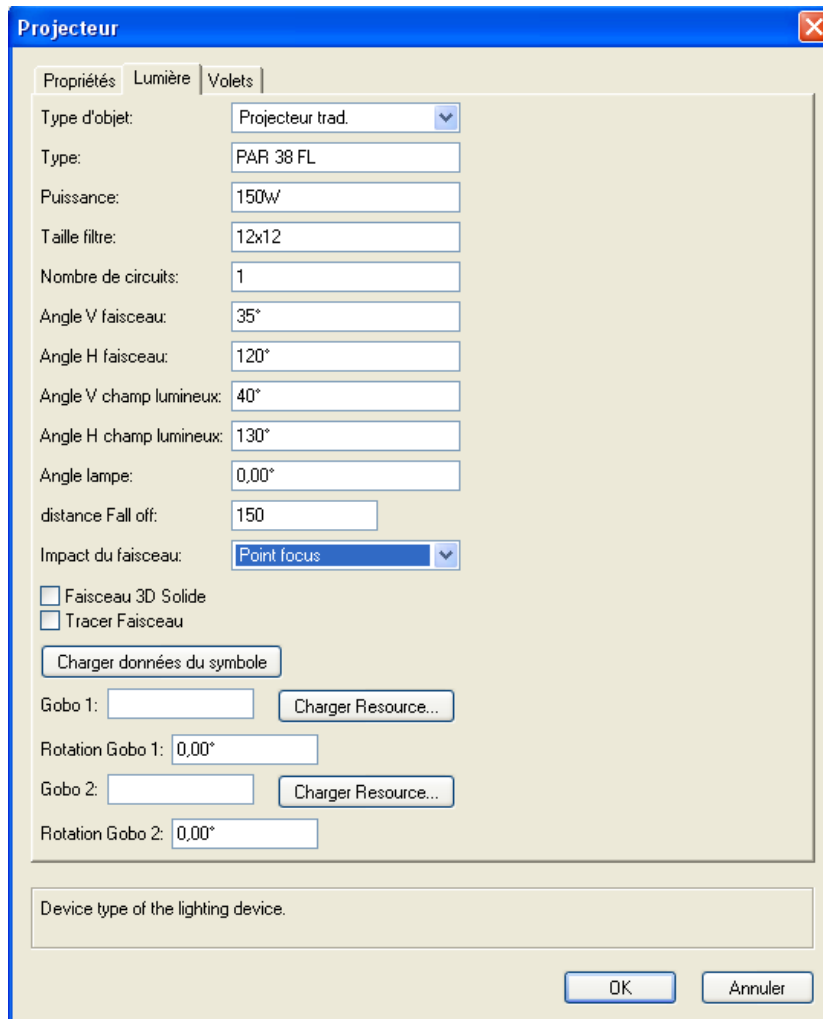 Projecteur
Propriétés Lumière Volets
Type d'objet: Projecteur trad.
Type: PAR 38 FL
Puissance: 150W
Taille filtre: 12x12
Nombre de circuits: 1
Angle V faisceau: 35°
Angle H faisceau: 120°
Angle V champ lumineux: 40°
Angle H champ lumineux: 130°
Angle lampe: 0,00°
distance Fall off: 150
Impact du faisceau: Point focus
Faisceau 3D Solide
Tracer Faisceau
Charger données du symbole
Gobo 1: Charger Resource...
Rotation Gobo 1: 0,00°
Gobo 2: Charger Resource...
Rotation Gobo 2: 0,00°
Device type of the lighting device.
OK Annuler